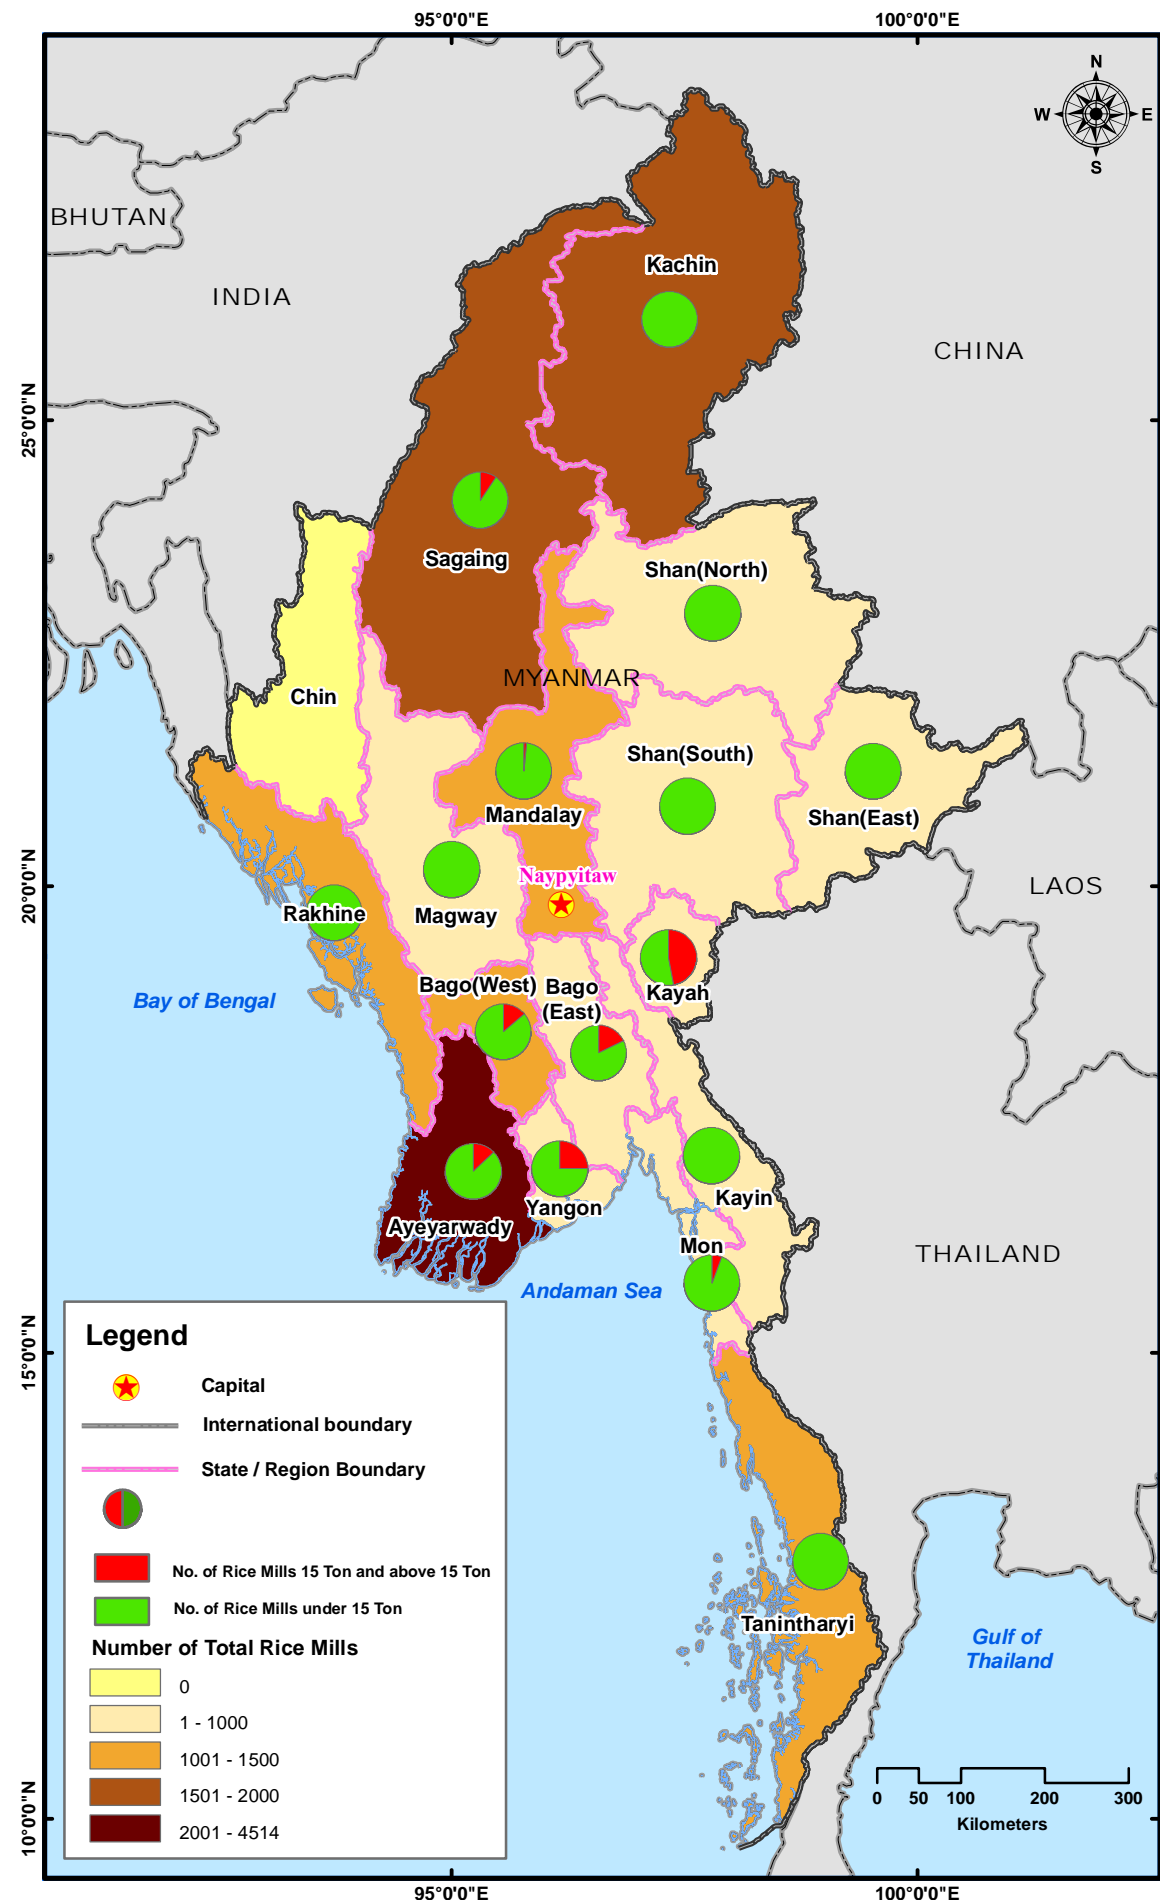 95°0'0"E
100°0'0"E
N
W
E
S
BHUTAN
INDIA
Kachin
CHINA
25°0'0"N
25°0'0"N
Sagaing
Shan(North)
MYANMAR
Chin
Shan(South)
Mandalay
Shan(East)
20°0'0"N
Naypyitaw
LAOS
Rakhine
Magway
Bago(West)
Bago
(East)
Kayah
Bay of Bengal
Kayin
Yangon
Ayeyarwady
Mon
THAILAND
Andaman Sea
15°0'0"N
Legend
Capital
International boundary
State / Region Boundary
No. of Rice Mills 15 Ton and above 15 Ton
No. of Rice Mills under 15 Ton
Number of Total Rice Mills
0
1 - 1000
1001 - 1500
1501 - 2000
2001 - 4514
Tanintharyi
Gulf of
Thailand
0 50 100 200 300
Kilometers
10°0'0"N
95°0'0"E
100°0'0"E